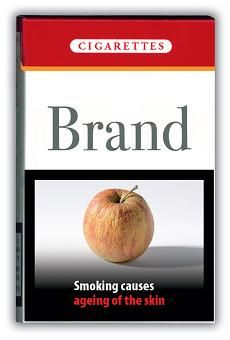 CIGARETTES
Brand
Smoking causes
ageing of the skin